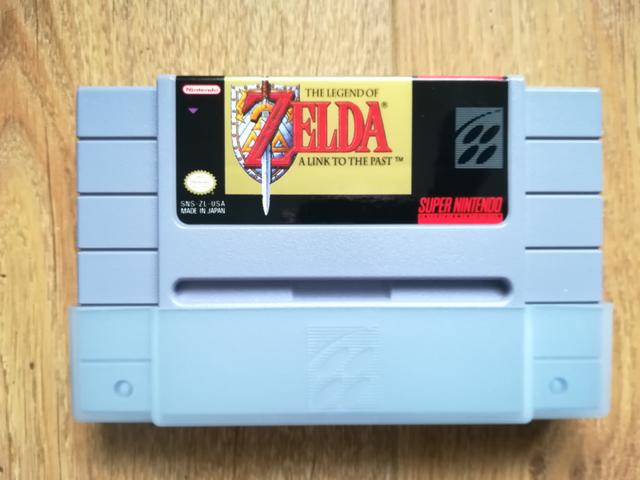 Nintendo
THE LEGEND OF
ZELDA®
A LINK TO THE PAST™
SNS-ZL-USA
MADE IN JAPAN
SUPER NINTENDO